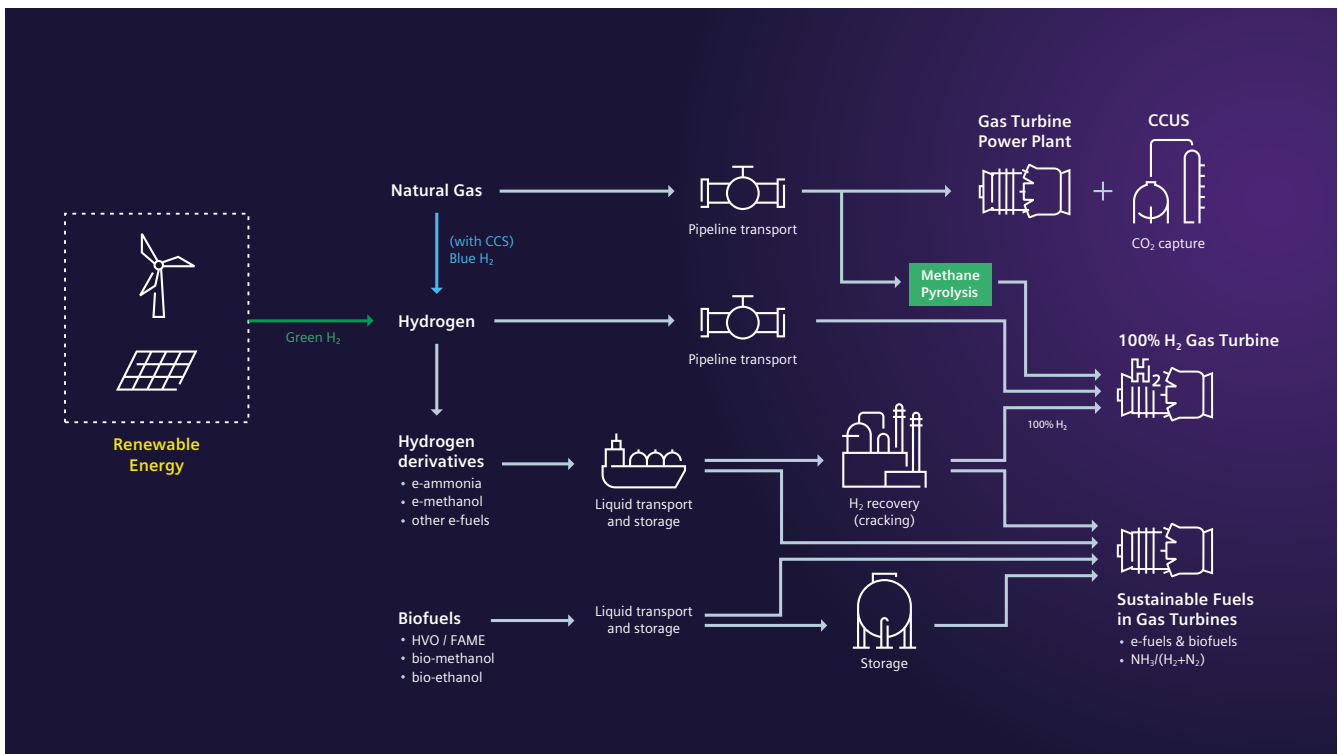 Gas Turbine
Power Plant
CCUS
Natural Gas
Pipeline transport
CO₂ capture
(with CCS)
Blue H₂
Methane
Pyrolysis
Hydrogen
Green H₂
Pipeline transport
100% H₂ Gas Turbine
H2
Renewable
Energy
100% H₂
Hydrogen
derivatives
• e-ammonia
• e-methanol
• other e-fuels
Liquid transport
and storage
H₂ recovery
(cracking)
Biofuels
• HVO / FAME
• bio-methanol
• bio-ethanol
Liquid transport
and storage
Storage
Sustainable Fuels
in Gas Turbines
• e-fuels & biofuels
• NH₃/(H₂+N₂)